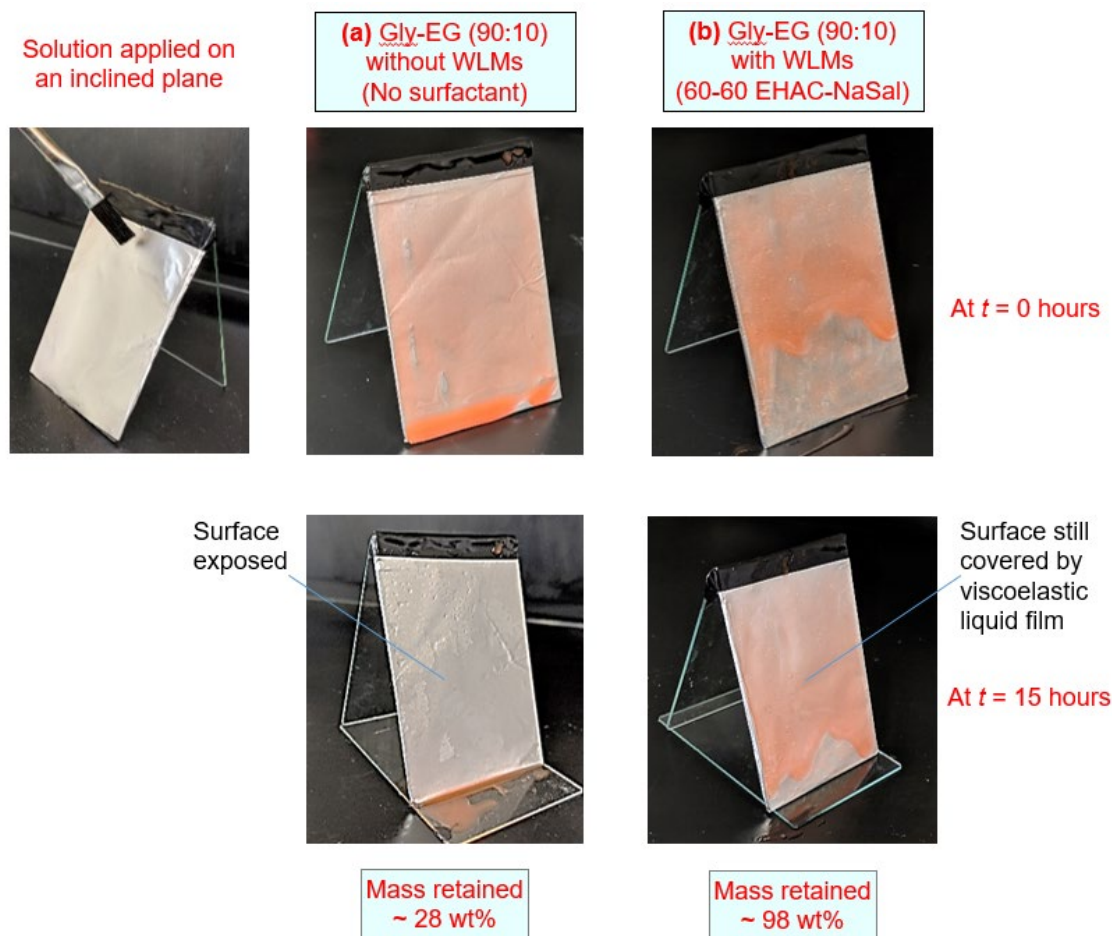 Solution applied on
an inclined plane
(a) Gly-EG (90:10)
without WLMs
(No surfactant)
(b) Gly-EG (90:10)
with WLMs
(60-60 EHAC-NaSal)
At t = 0 hours
Surface
exposed
Surface still
covered by
viscoelastic
liquid film
At t = 15 hours
Mass retained
~ 28 wt%
Mass retained
~ 98 wt%